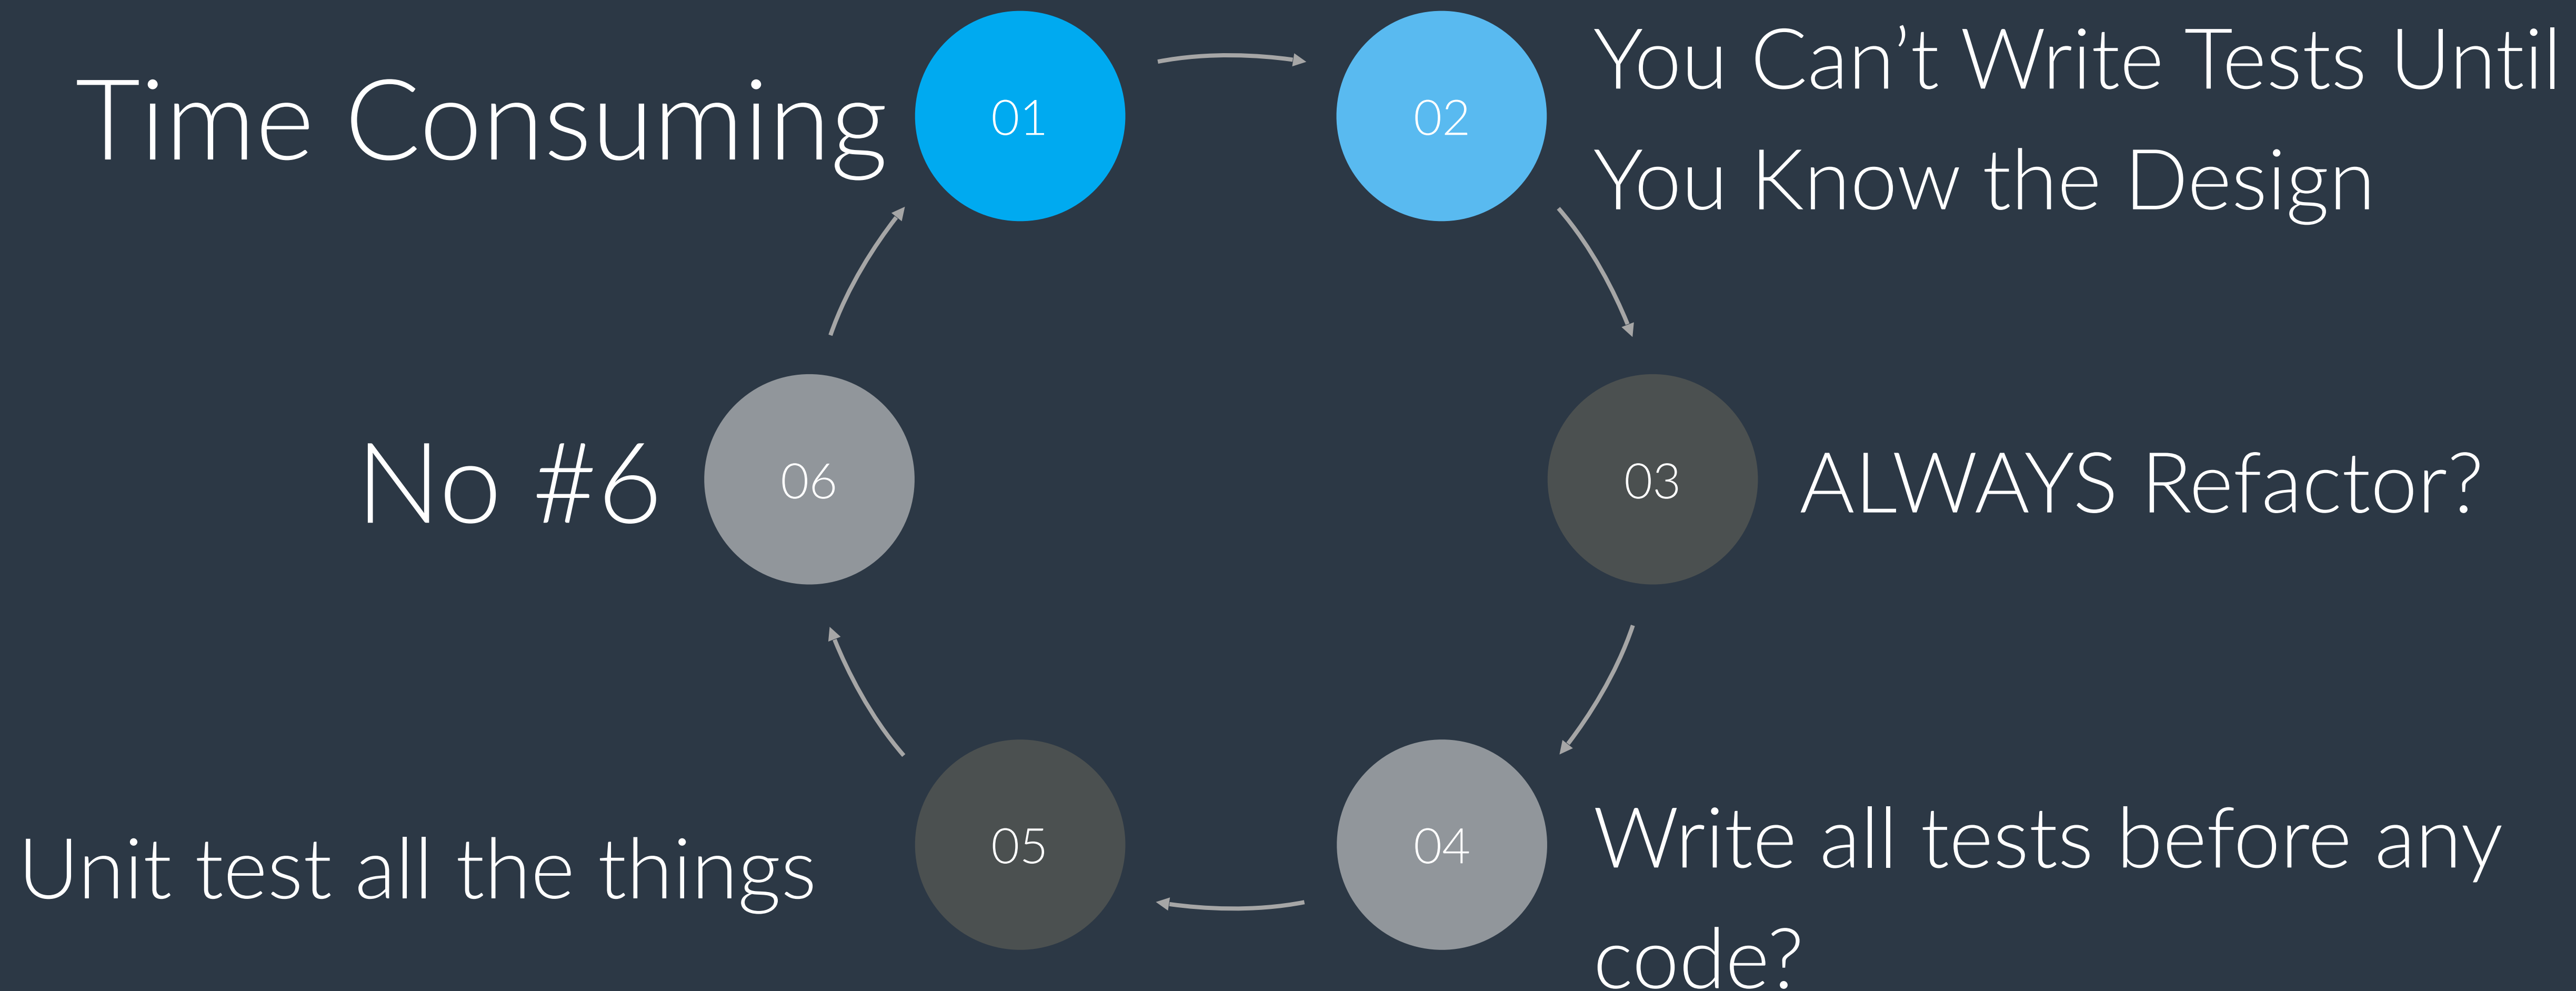 Time Consuming
01
02
You Can’t Write Tests Until
You Know the Design
03
ALWAYS Refactor?
04
Write all tests before any
code?
05
Unit test all the things
06
No #6